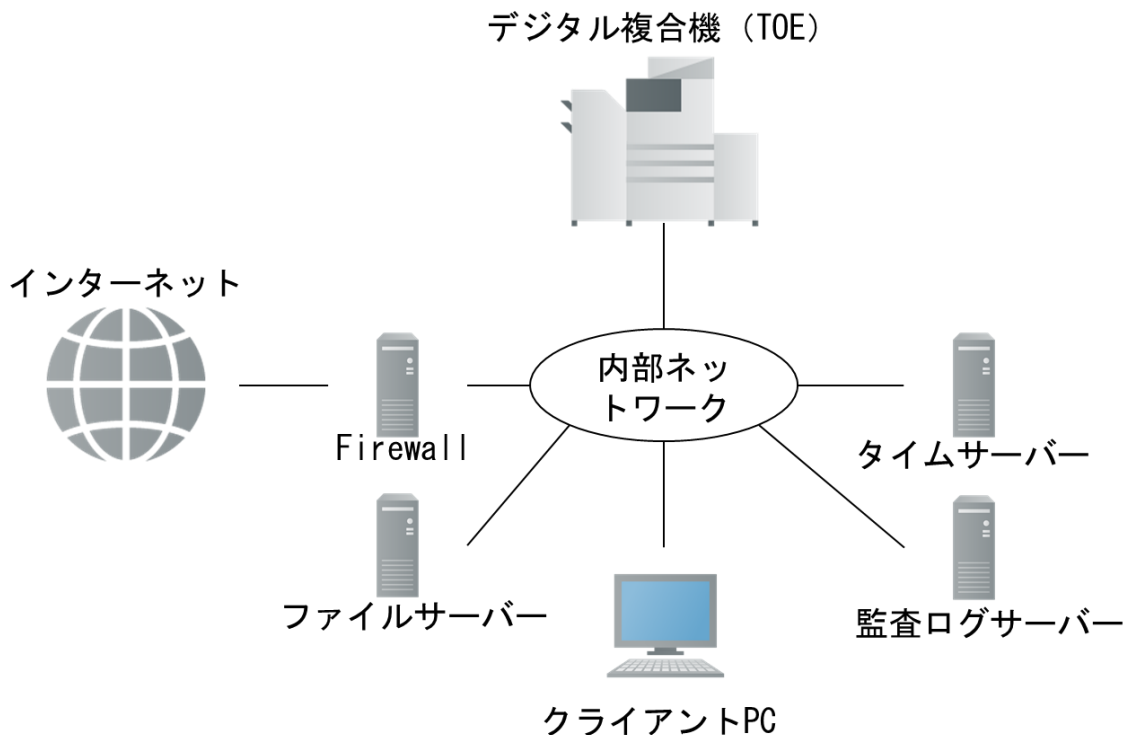 デジタル複合機（TOE）
インターネット
内部ネッ
トワーク
Firewall
タイムサーバー
ファイルサーバー
監査ログサーバー
クライアントPC